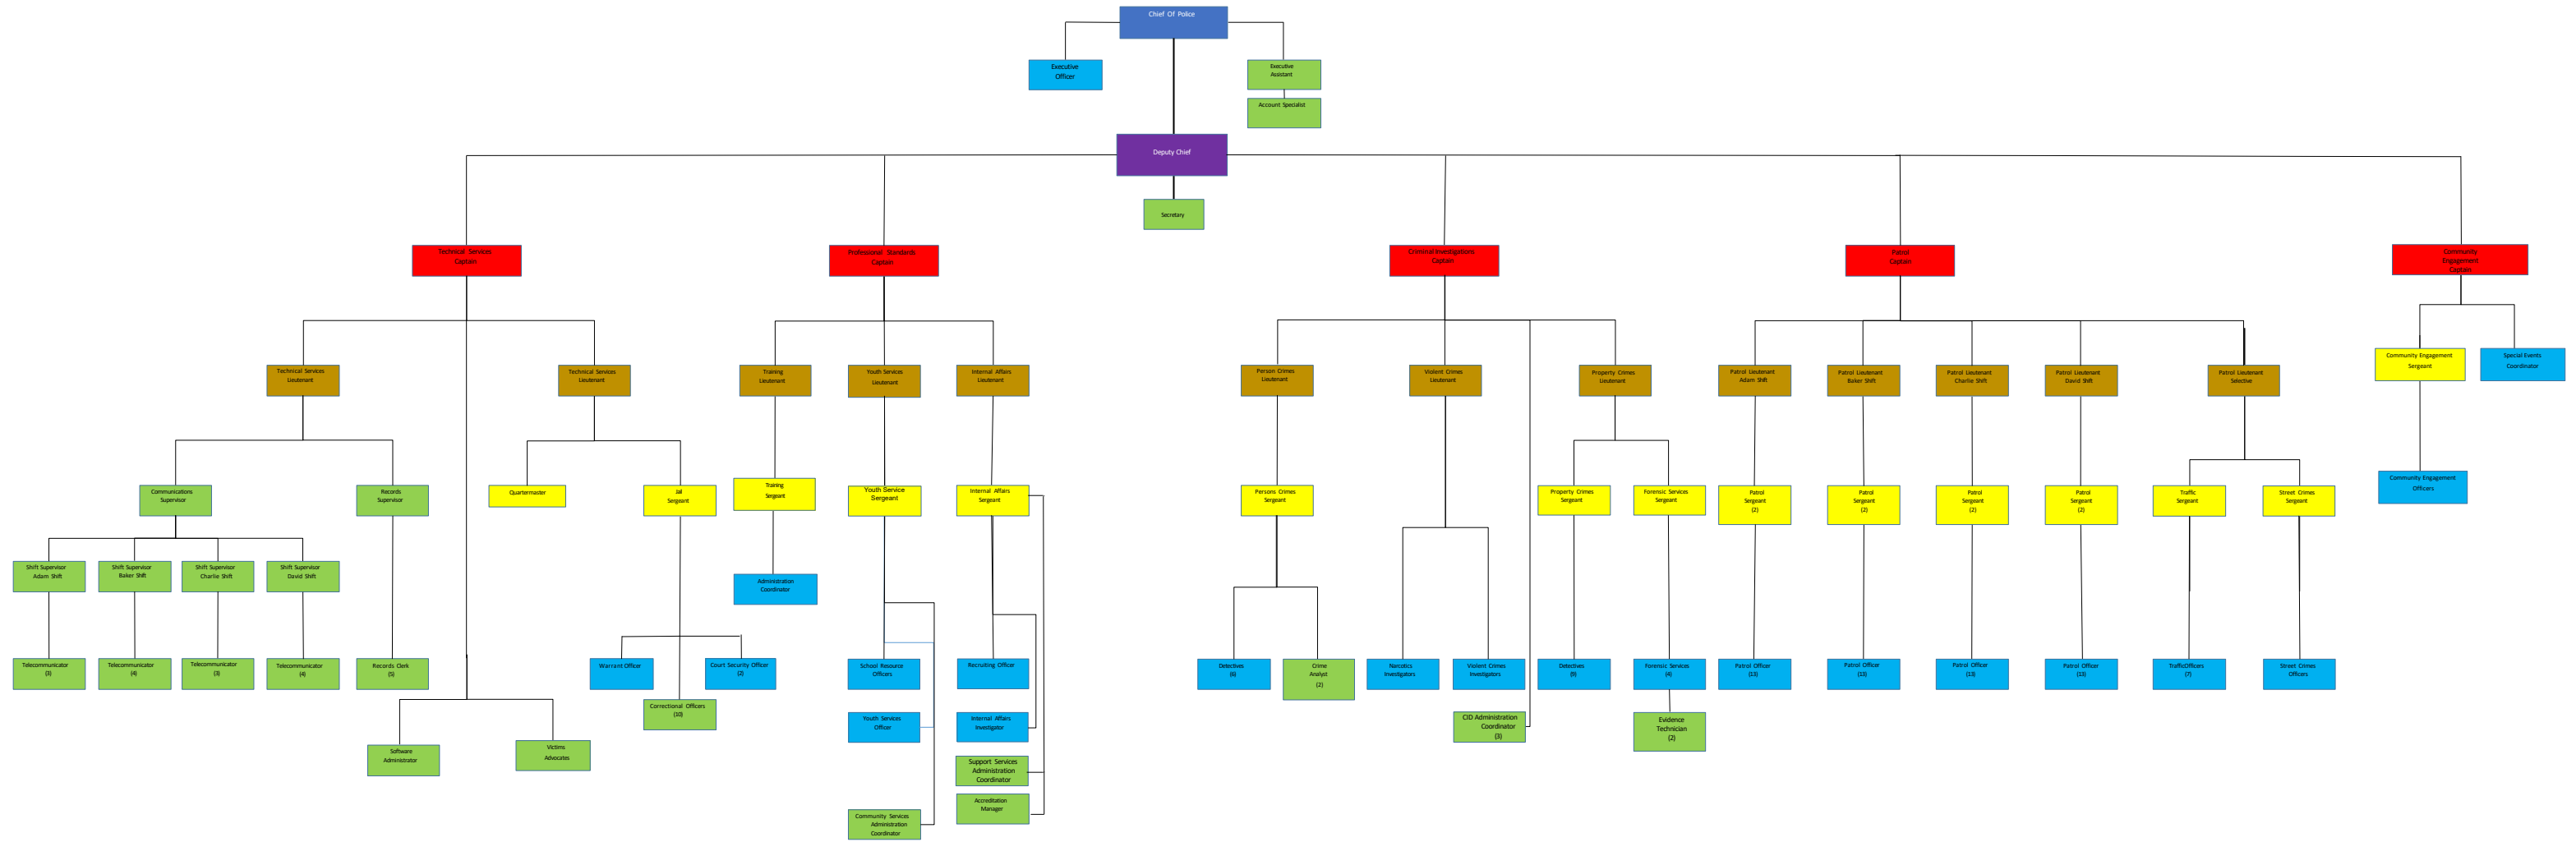 Chief Of Police
Executive
Officer
Executive
Assistant
Account Specialist
Deputy Chief
Secretary
Technical Services
Captain
Professional Standards
Captain
Criminal Investigations
Captain
Patrol
Captain
Community
Engagement
Captain
Technical Services
Lieutenant
Technical Services
Lieutenant
Training
Lieutenant
Youth Services
Lieutenant
Internal Affairs
Lieutenant
Person Crimes
Lieutenant
Violent Crimes
Lieutenant
Property Crimes
Lieutenant
Patrol Lieutenant
Adam Shift
Patrol Lieutenant
Baker Shift
Patrol Lieutenant
Charlie Shift
Patrol Lieutenant
David Shift
Patrol Lieutenant
Selective
Community Engagement
Sergeant
Special Events
Coordinator
Communications
Supervisor
Records
Supervisor
Quartermaster
Jail
Sergeant
Training
Sergeant
Youth Service
Sergeant
Internal Affairs
Sergeant
Persons Crimes
Sergeant
Property Crimes
Sergeant
Forensic Services
Sergeant
Patrol
Sergeant
(2)
Patrol
Sergeant
(2)
Patrol
Sergeant
(2)
Patrol
Sergeant
(2)
Traffic
Sergeant
Street Crimes
Sergeant
Community Engagement
Officers
Shift Supervisor
Adam Shift
Shift Supervisor
Baker Shift
Shift Supervisor
Charlie Shift
Shift Supervisor
David Shift
Administration
Coordinator
Telecommunicator
(3)
Telecommunicator
(4)
Telecommunicator
(3)
Telecommunicator
(4)
Records Clerk
(5)
Warrant Officer
Court Security Officer
(2)
School Resource
Officers
Recruiting Officer
Detectives
(6)
Crime
Analyst
(2)
Narcotics
Investigators
Violent Crimes
Investigators
Detectives
(9)
Forensic Services
(4)
Patrol Officer
(13)
Patrol Officer
(13)
Patrol Officer
(13)
Patrol Officer
(13)
TrafficOfficers
(7)
Street Crimes
Officers
Correctional Officers
(10)
Youth Services
Officer
Internal Affairs
Investigator
CID Administration
Coordinator
(3)
Evidence
Technician
(2)
Software
Administrator
Victims
Advocates
Support Services
Administration
Coordinator
Accreditation
Manager
Community Services
Administration
Coordinator